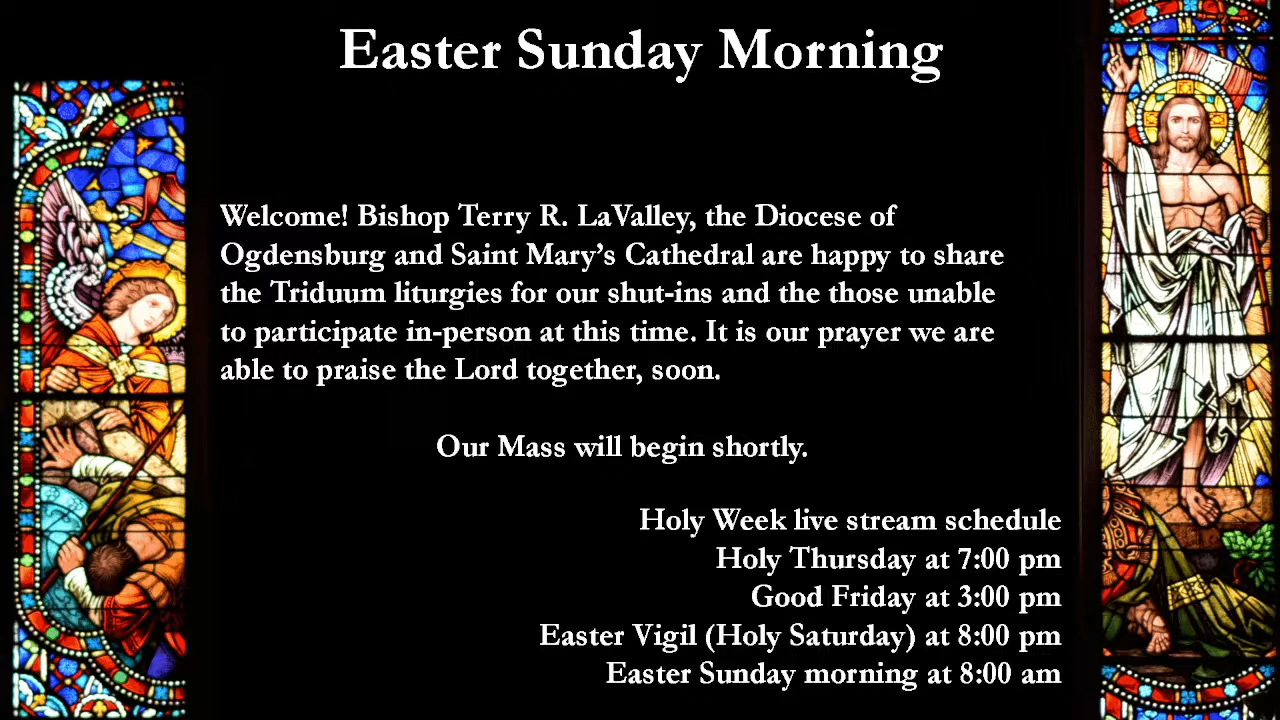 Easter Sunday Morning
Welcome! Bishop Terry R. LaValley, the Diocese of
Ogdensburg and Saint Mary’s Cathedral are happy to share
the Triduum liturgies for our shut-ins and the those unable
to participate in-person at this time. It is our prayer we are
able to praise the Lord together, soon.
Our Mass will begin shortly.
Holy Week live stream schedule
Holy Thursday at 7:00 pm
Good Friday at 3:00 pm
Easter Vigil (Holy Saturday) at 8:00 pm
Easter Sunday morning at 8:00 am